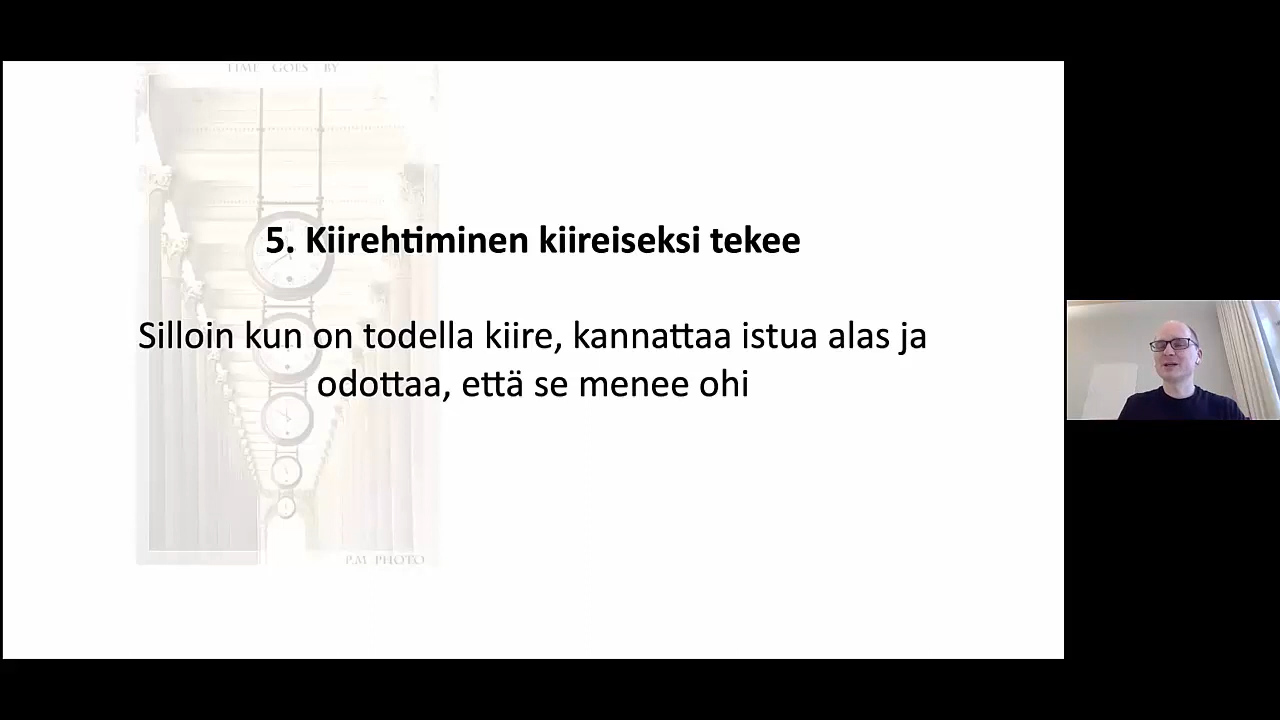 TIME GOES BY
5. Kiirehtiminen kiireiseksi tekee
Silloin kun on todella kiire, kannattaa istua alas ja
odottaa, että se menee ohi
P.M PHOTO